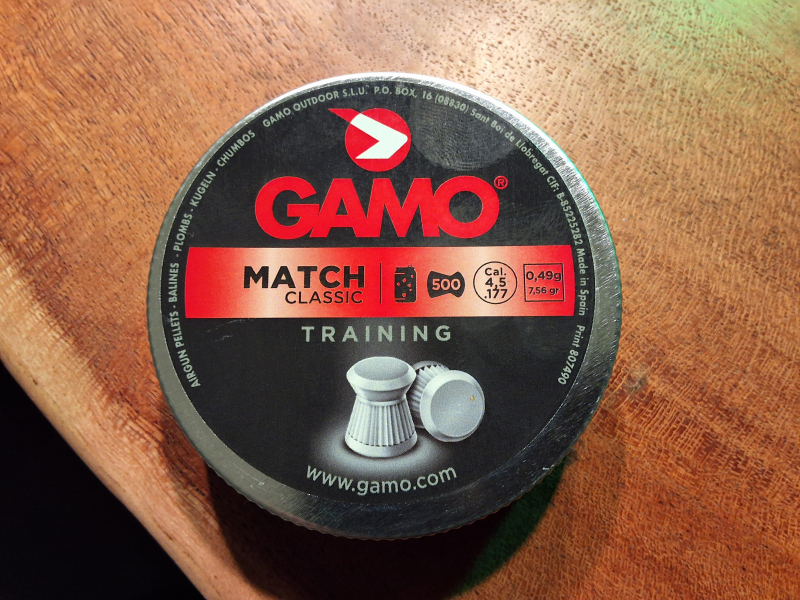 AIRGUN PELLETS - BALINES - PLOMBS - KUGELN - CHUMBOS
GAMO OUTDOOR S.L.U. P.O. BOX. 16 (08830) Sant Boi de Llobregat CIF: B-85225282 Made in Spain Print 807490
GAMO®
MATCH
CLASSIC
500
Cal.
4,5
.177
0,49g
7,56 gr
TRAINING
www.gamo.com